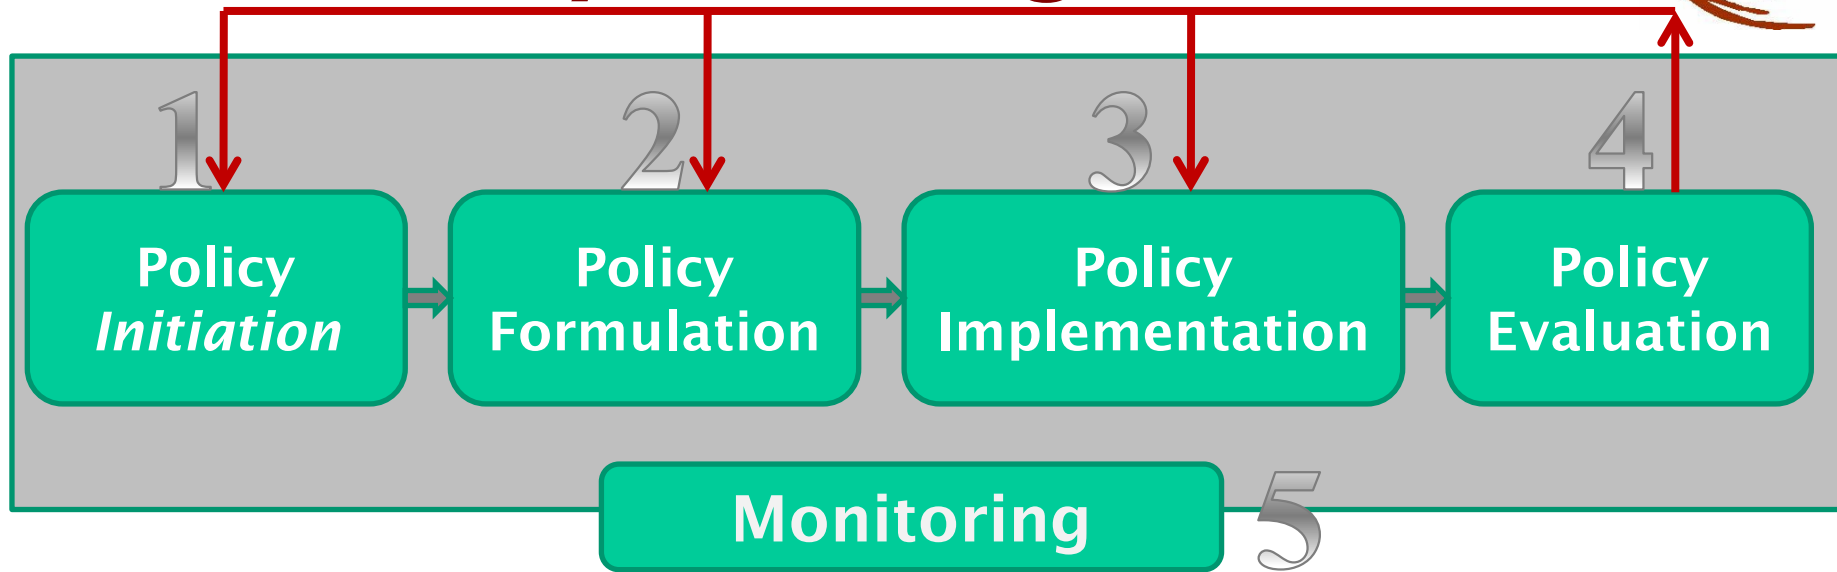 1
2
3
4
Policy
Initiation
Policy
Formulation
Policy
Implementation
Policy
Evaluation
Monitoring
5